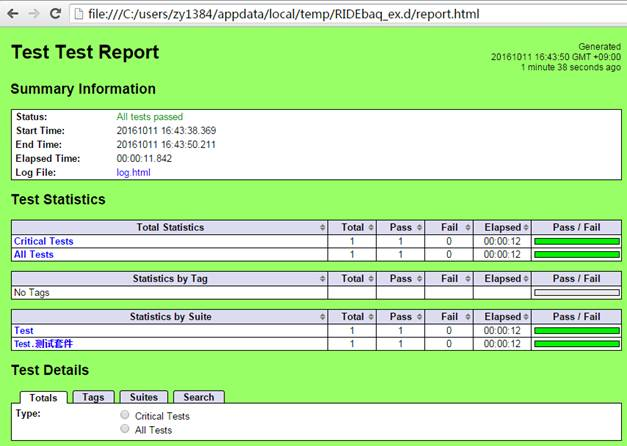 file:///C:/users/zy1384/appdata/local/temp/RIDEbaq_ex.d/report.html
Test Test Report
Generated
20161011 16:43:50 GMT +09:00
1 minute 38 seconds ago
Summary Information
Status: All tests passed
Start Time: 20161011 16:43:38.369
End Time: 20161011 16:43:50.211
Elapsed Time: 00:00:11.842
Log File: log.html
Test Statistics
Total Statistics Total Pass Fail Elapsed Pass / Fail
Critical Tests 1 1 0 00:00:12
All Tests 1 1 0 00:00:12
Statistics by Tag Total Pass Fail Elapsed Pass / Fail
No Tags
Statistics by Suite Total Pass Fail Elapsed Pass / Fail
Test 1 1 0 00:00:12
Test.测试套件 1 1 0 00:00:12
Test Details
Totals Tags Suites Search
Type: Critical Tests
All Tests